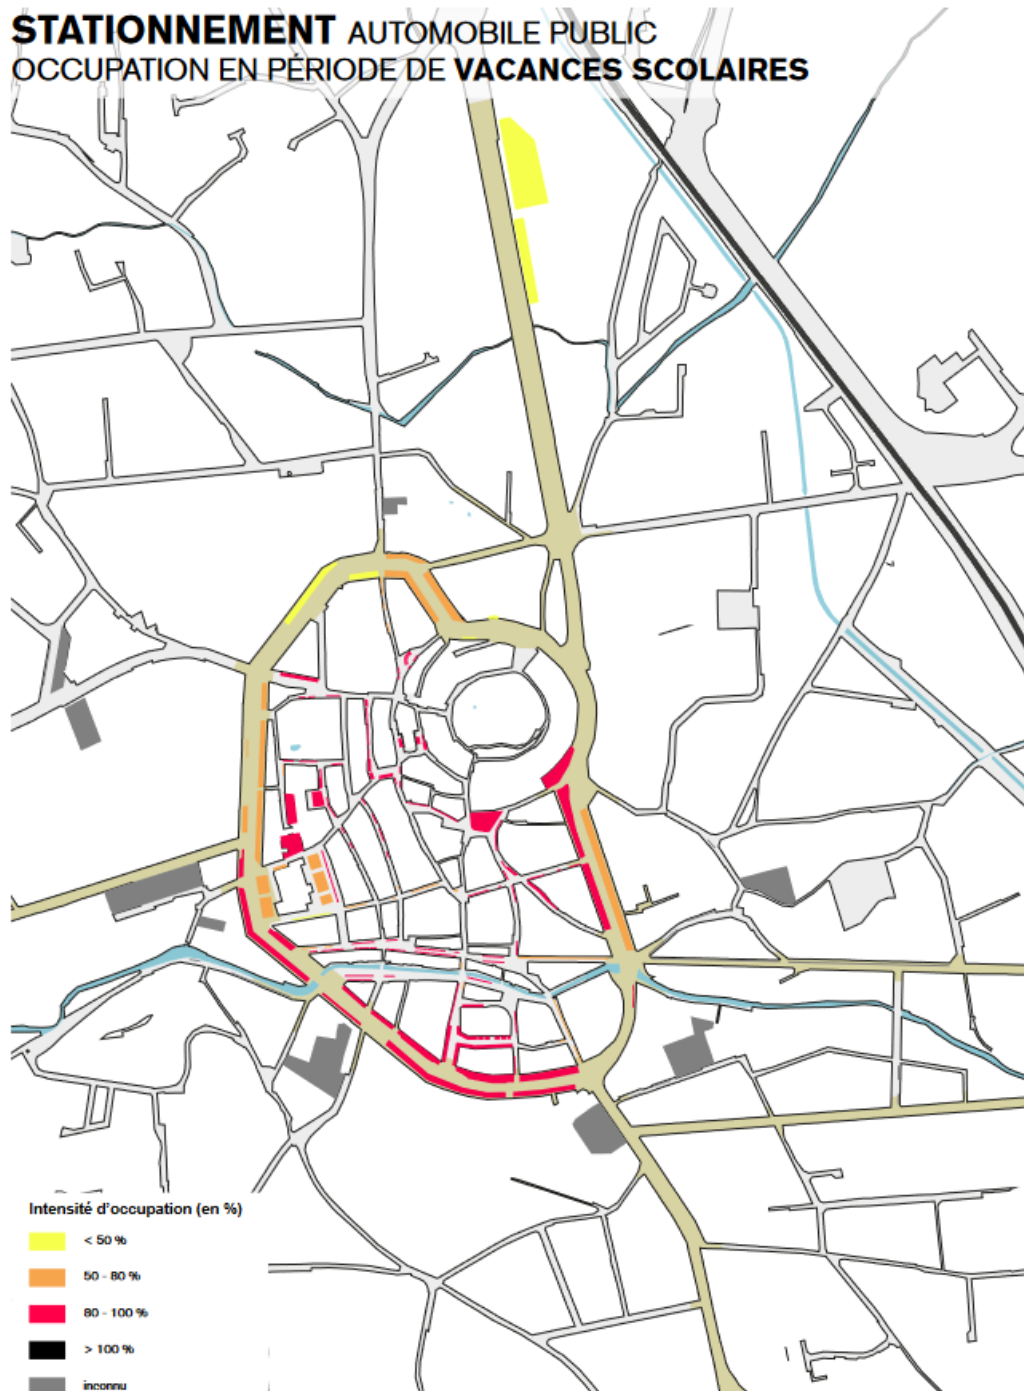 STATIONNEMENT AUTOMOBILE PUBLIC
OCCUPATION EN PÉRIODE DE VACANCES SCOLAIRES
Intensité d'occupation (en %)
< 50 %
50 - 80 %
80 - 100 %
> 100 %
inconnu